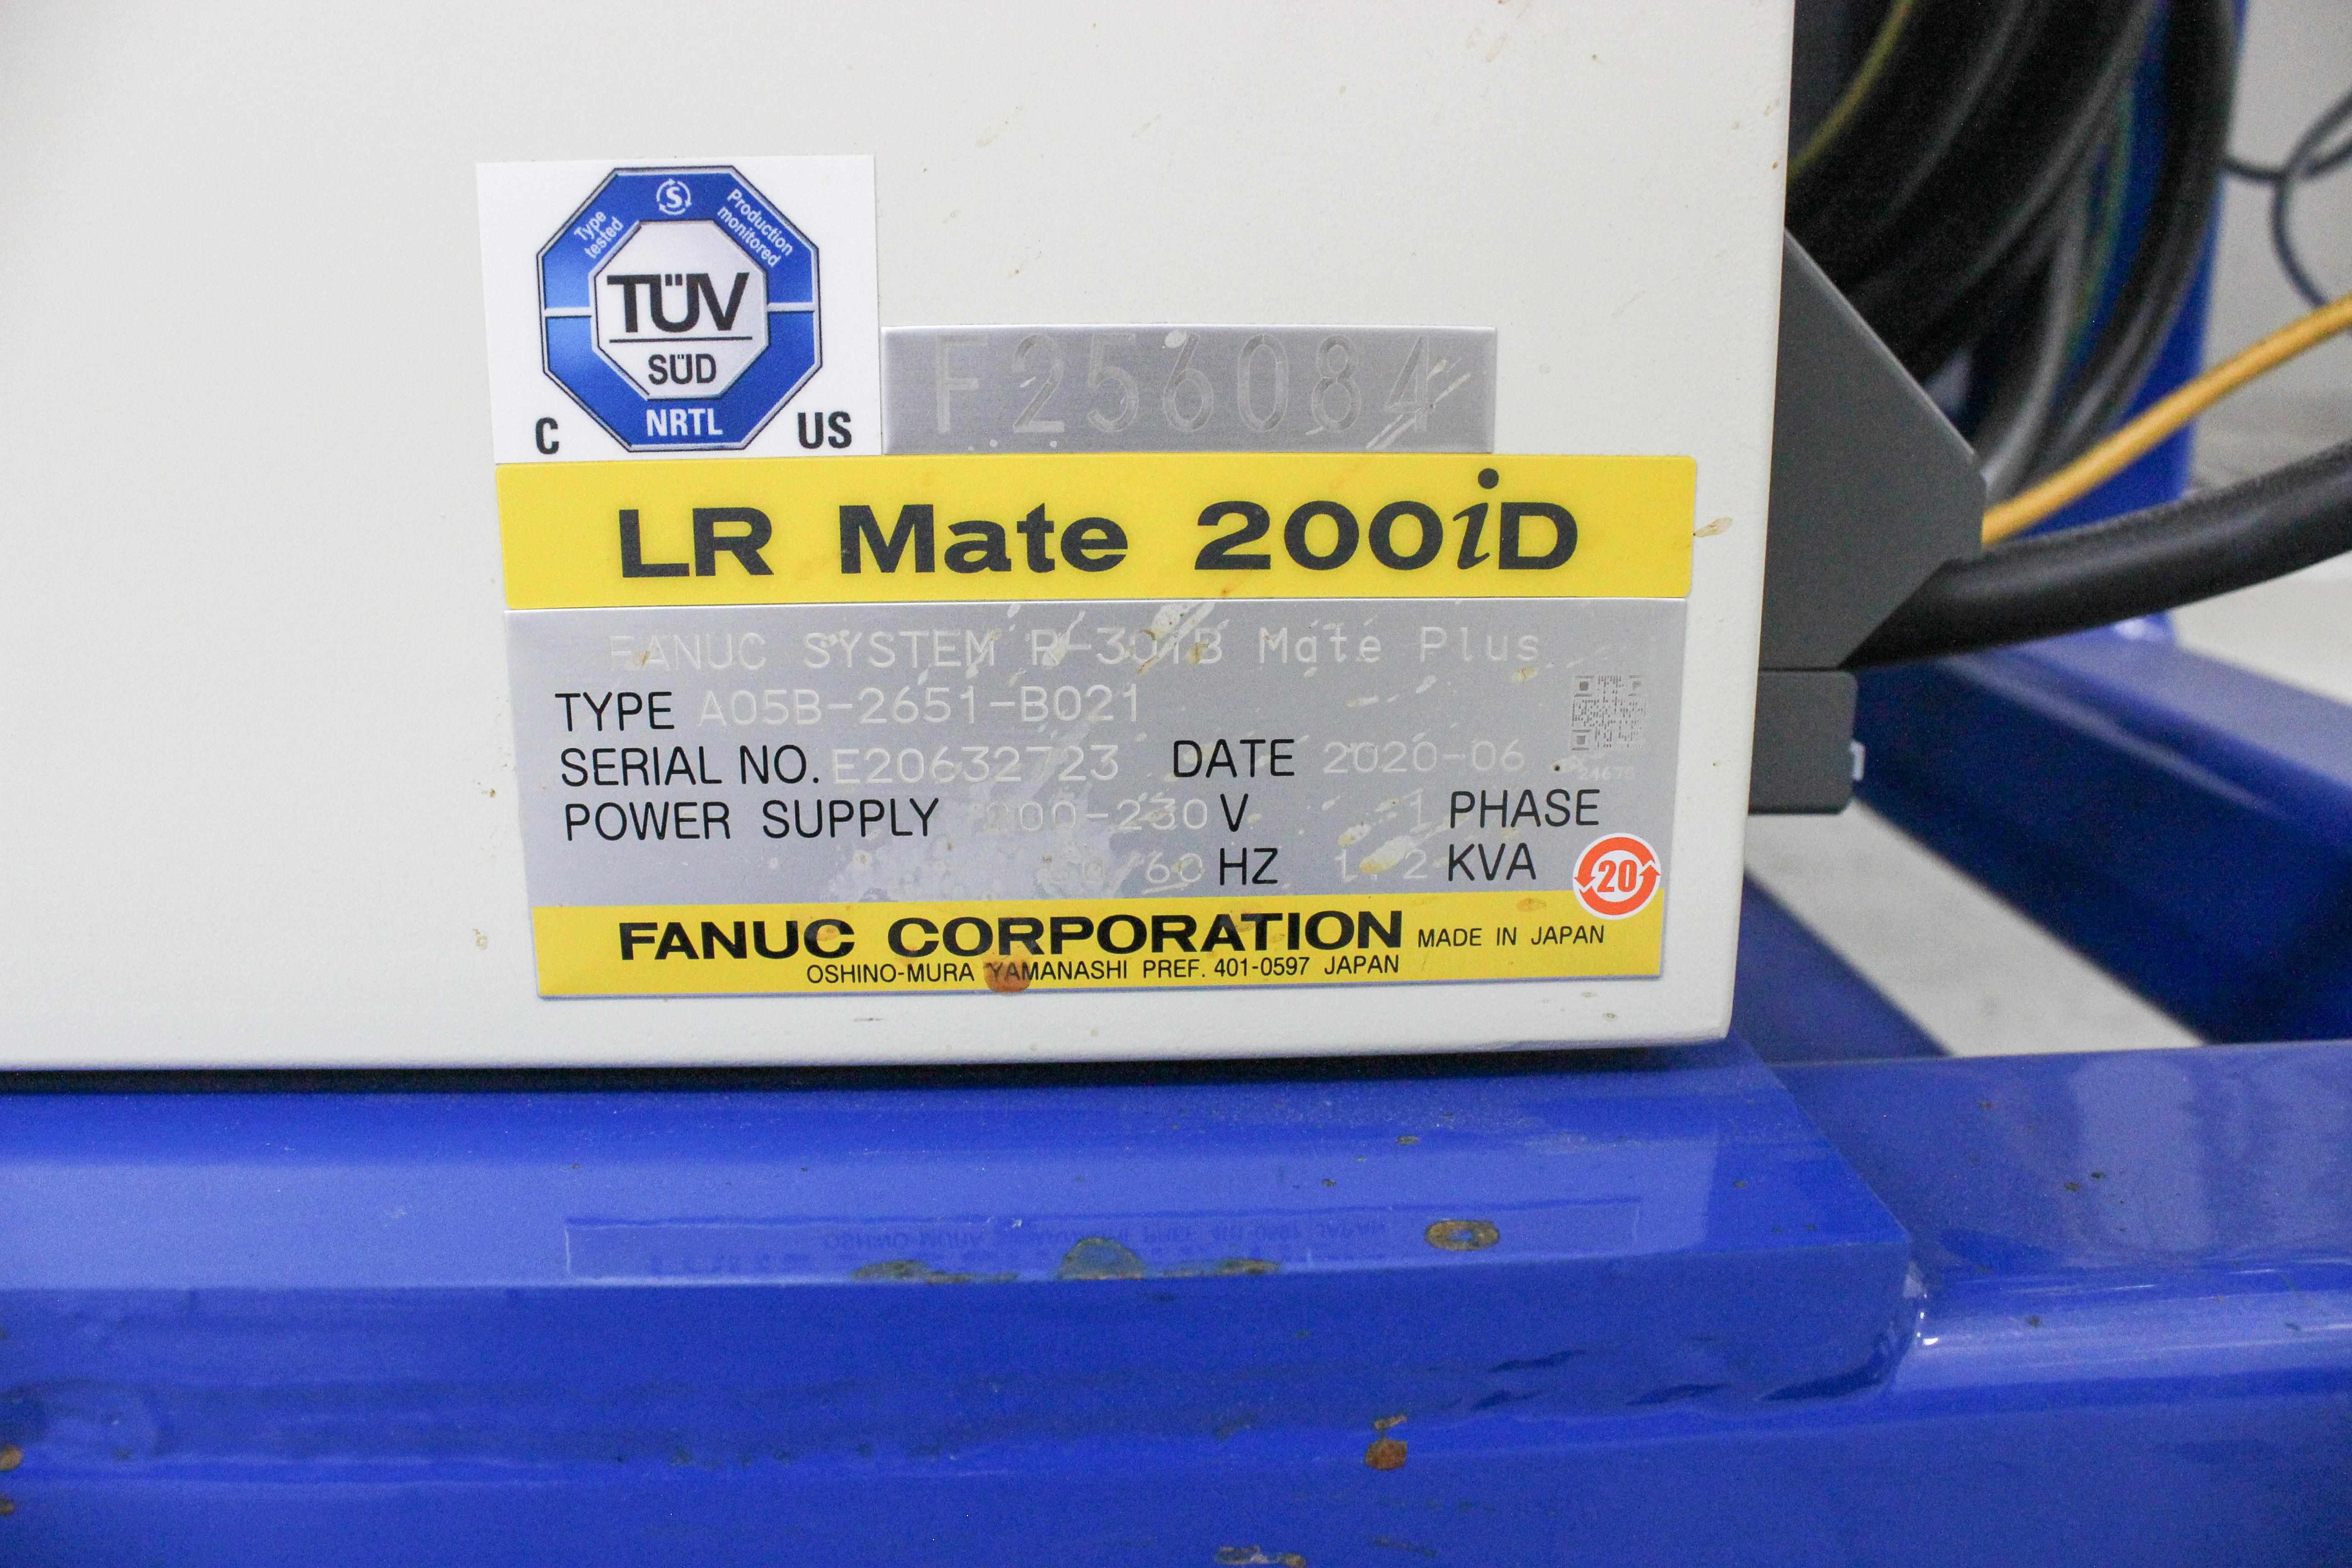 Type tested
S
Production monitored
TÜV
SÜD
NRTL
C US
F256084
LR Mate 200iD
FANUC SYSTEM R-30iB Mate Plus
TYPE A05B-2651-B021
SERIAL NO. E20632723 DATE 2020-06
POWER SUPPLY 200-230 V 1 PHASE
/60 HZ 1.2 KVA
20
FANUC CORPORATION MADE IN JAPAN
OSHINO-MURA YAMANASHI PREF. 401-0597 JAPAN